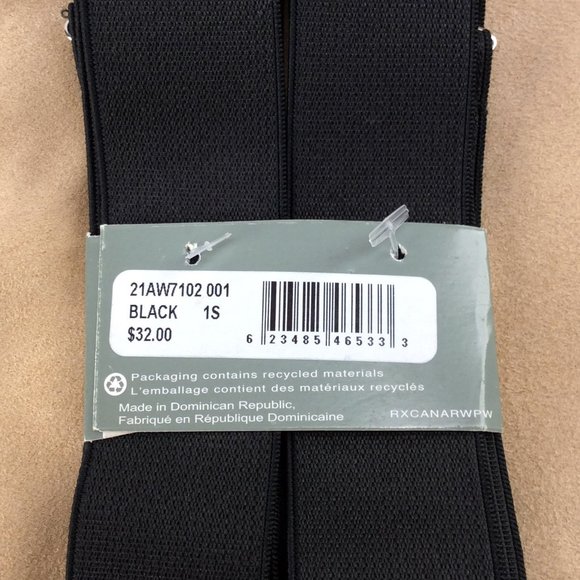 21AW7102 001
BLACK 1S
$32.00
6 23485 46533 3
Packaging contains recycled materials
L'emballage contient des matériaux recyclés
Made in Dominican Republic,
Fabriqué en République Dominicaine
RXCANARWPW